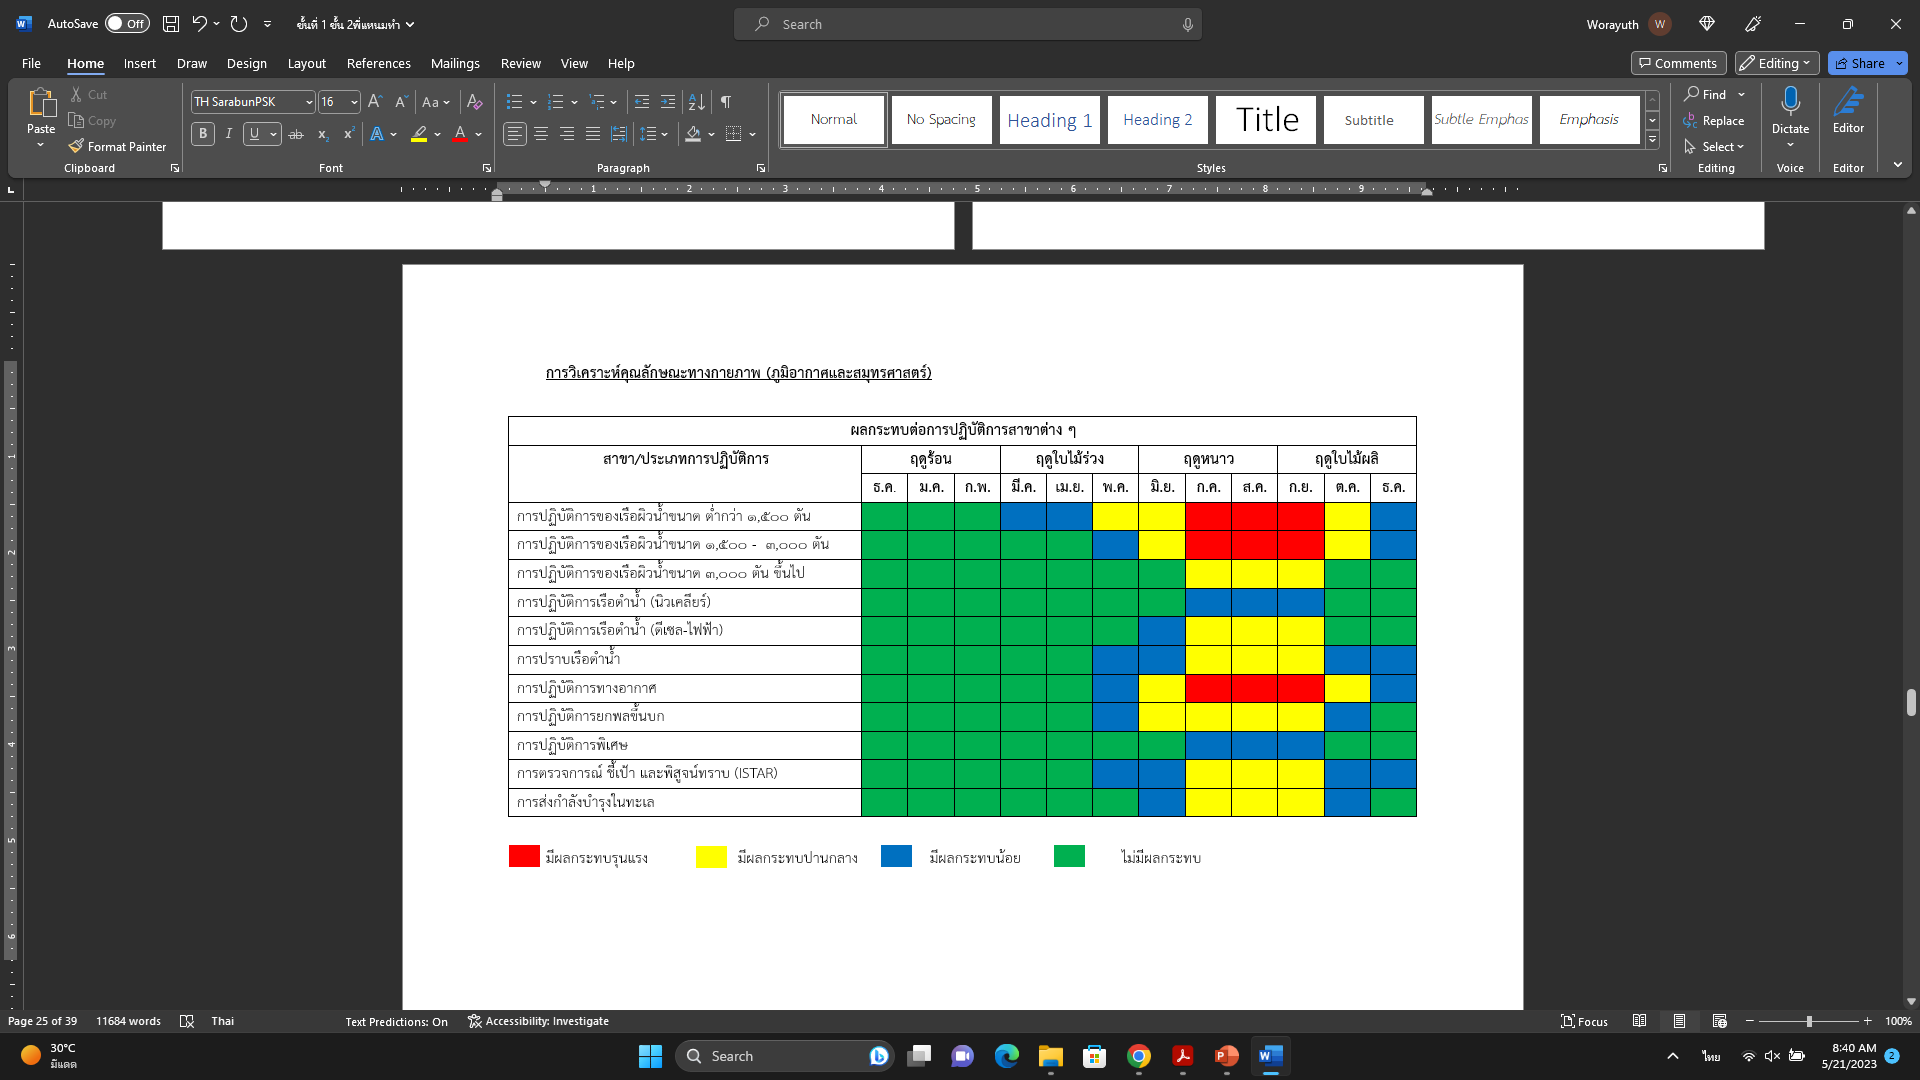 AutoSave Off ชั้นที่ 1 ชั้น 2พี่แหนมทำ Search Worayuth W
File Home Insert Draw Design Layout References Mailings Review View Help Comments Editing Share
Paste Cut Copy Format Painter Clipboard
TH SarabunPSK 16 Aa B I U ab x₂ x² A A Font
Paragraph
Normal No Spacing Heading 1 Heading 2 Title Subtitle Subtle Emphas Emphasis Styles
Find Replace Select Editing
Dictate Voice
Editor Editor
1 2 3 4 5 6 7 8 9
การวิเคราะห์คุณลักษณะทางกายภาพ (ภูมิอากาศและสมุทรศาสตร์)
ผลกระทบต่อการปฏิบัติการสาขาต่าง ๆ
สาขา/ประเภทการปฏิบัติการ ฤดูร้อน ฤดูใบไม้ร่วง ฤดูหนาว ฤดูใบไม้ผลิ
ธ.ค. ม.ค. ก.พ. มี.ค. เม.ย. พ.ค. มิ.ย. ก.ค. ส.ค. ก.ย. ต.ค. ธ.ค.
การปฏิบัติการของเรือผิวน้ำขนาด ต่ำกว่า ๑,๕๐๐ ตัน
การปฏิบัติการของเรือผิวน้ำขนาด ๑,๕๐๐ - ๓,๐๐๐ ตัน
การปฏิบัติการของเรือผิวน้ำขนาด ๓,๐๐๐ ตัน ขึ้นไป
การปฏิบัติการเรือดำน้ำ (นิวเคลียร์)
การปฏิบัติการเรือดำน้ำ (ดีเซล-ไฟฟ้า)
การปราบเรือดำน้ำ
การปฏิบัติการทางอากาศ
การปฏิบัติการยกพลขึ้นบก
การปฏิบัติการพิเศษ
การตรวจการณ์ ชี้เป้า และพิสูจน์ทราบ (ISTAR)
การส่งกำลังบำรุงในทะเล
มีผลกระทบรุนแรง มีผลกระทบปานกลาง มีผลกระทบน้อย ไม่มีผลกระทบ
1 2 3 4 5 6
Page 25 of 39 11684 words Thai Text Predictions: On Accessibility: Investigate Focus 100%
30°C
มีแดด
Search
ไทย
8:40 AM
5/21/2023
2